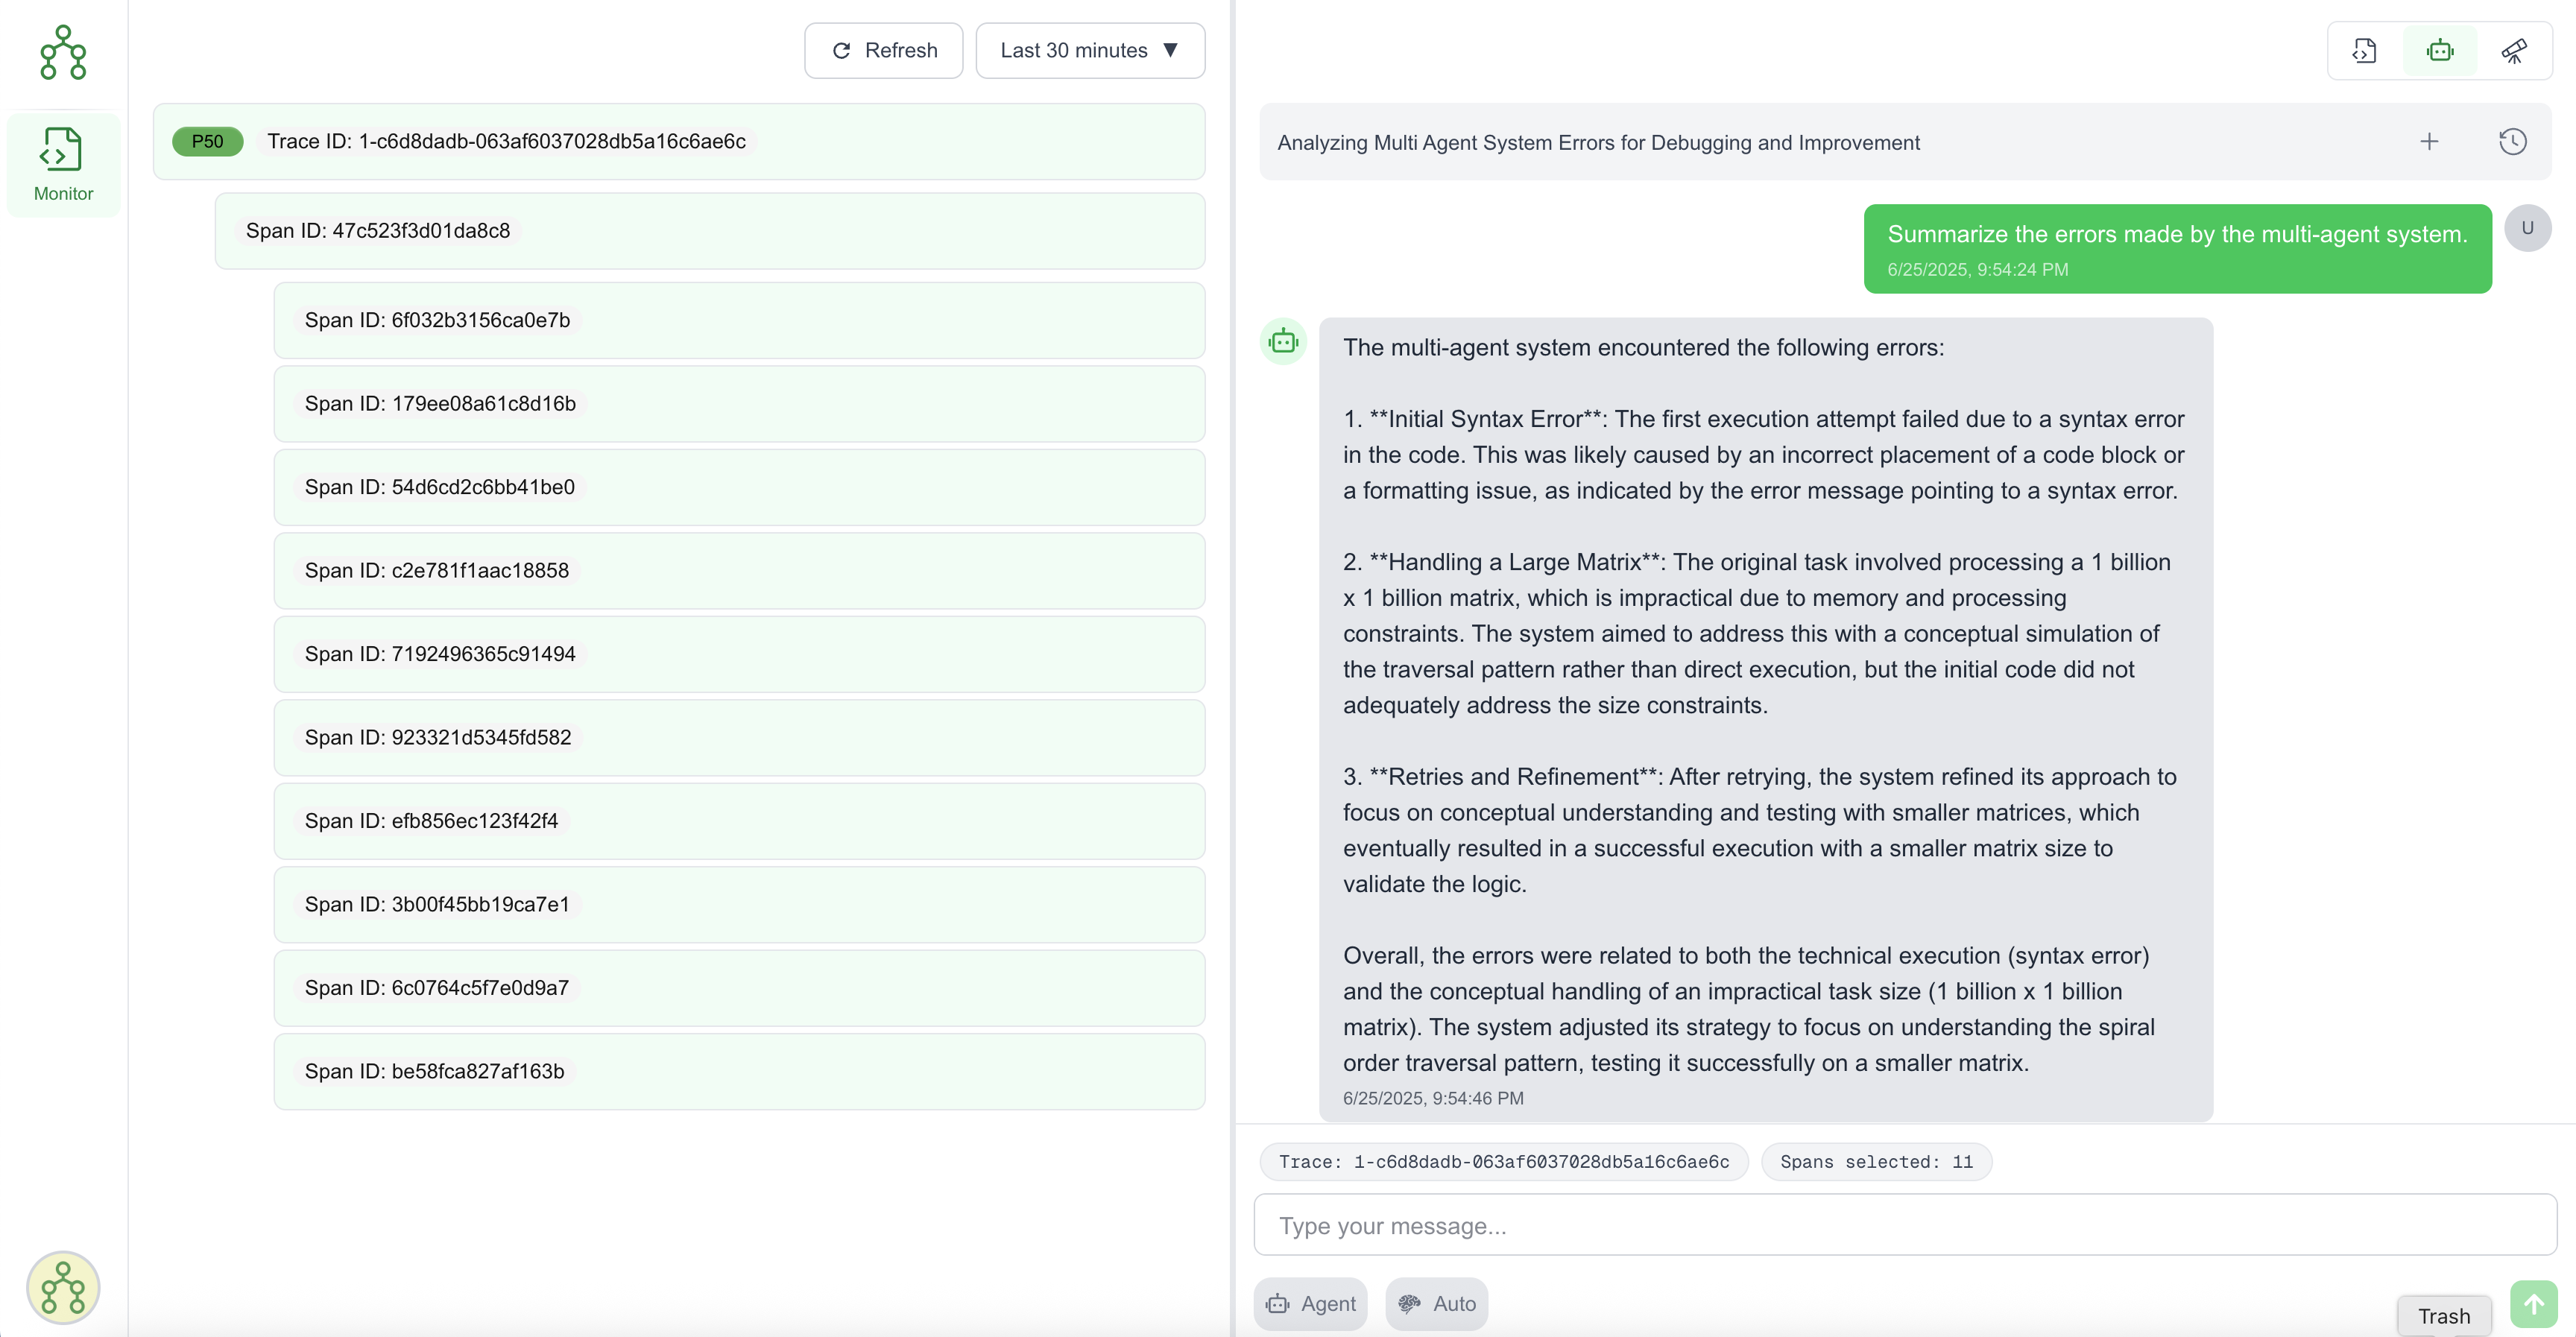 Monitor
Refresh
Last 30 minutes ▼
P50
Trace ID: 1-c6d8dadb-063af6037028db5a16c6ae6c
Span ID: 47c523f3d01da8c8
Span ID: 6f032b3156ca0e7b
Span ID: 179ee08a61c8d16b
Span ID: 54d6cd2c6bb41be0
Span ID: c2e781f1aac18858
Span ID: 7192496365c91494
Span ID: 923321d5345fd582
Span ID: efb856ec123f42f4
Span ID: 3b00f45bb19ca7e1
Span ID: 6c0764c5f7e0d9a7
Span ID: be58fca827af163b
Analyzing Multi Agent System Errors for Debugging and Improvement
Summarize the errors made by the multi-agent system.
6/25/2025, 9:54:24 PM
U
The multi-agent system encountered the following errors:
1. **Initial Syntax Error**: The first execution attempt failed due to a syntax error
in the code. This was likely caused by an incorrect placement of a code block or
a formatting issue, as indicated by the error message pointing to a syntax error.
2. **Handling a Large Matrix**: The original task involved processing a 1 billion
x 1 billion matrix, which is impractical due to memory and processing
constraints. The system aimed to address this with a conceptual simulation of
the traversal pattern rather than direct execution, but the initial code did not
adequately address the size constraints.
3. **Retries and Refinement**: After retrying, the system refined its approach to
focus on conceptual understanding and testing with smaller matrices, which
eventually resulted in a successful execution with a smaller matrix size to
validate the logic.
Overall, the errors were related to both the technical execution (syntax error)
and the conceptual handling of an impractical task size (1 billion x 1 billion
matrix). The system adjusted its strategy to focus on understanding the spiral
order traversal pattern, testing it successfully on a smaller matrix.
6/25/2025, 9:54:46 PM
Trace: 1-c6d8dadb-063af6037028db5a16c6ae6c
Spans selected: 11
Type your message...
Agent
Auto
Trash